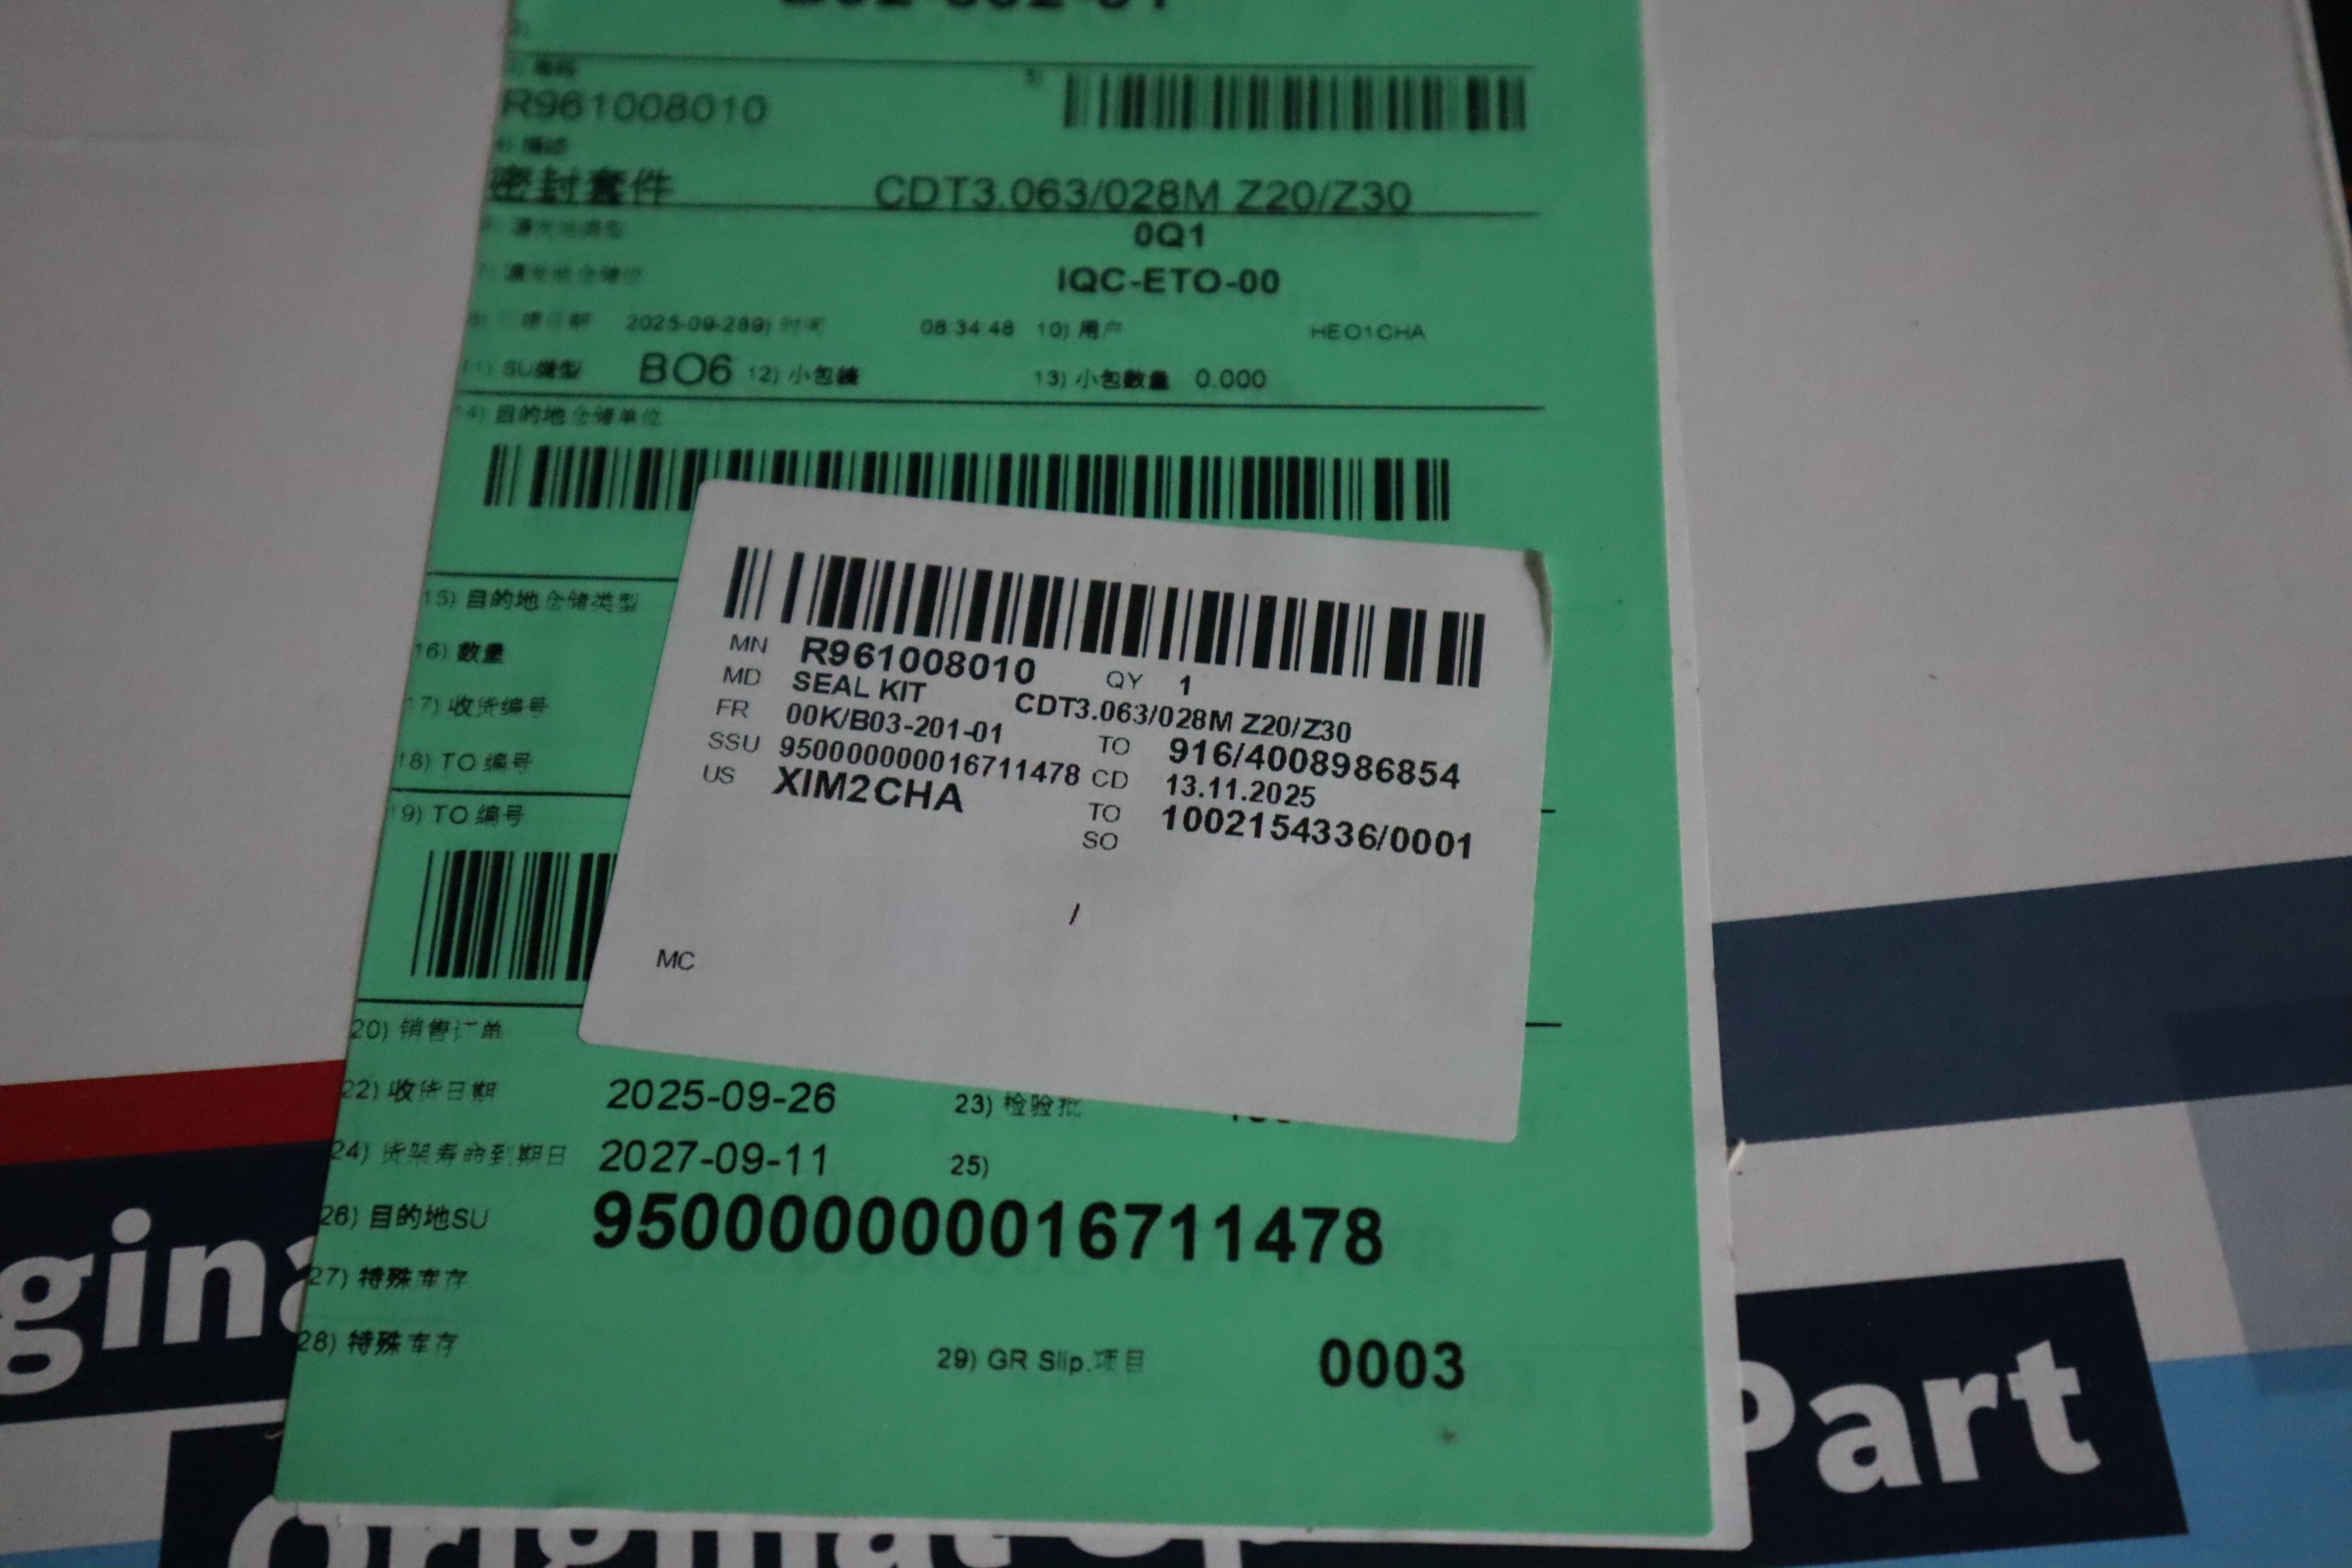 R961008010
密封套件 CDT3.063/028M Z20/Z30
0Q1
IQC-ETO-00
2025-09-289) 时间 08:34:48 10) 用户 HEO1CHA
11) SU类型 BO6 12) 小包装 13) 小包数量 0.000
14) 目的地仓储单位
15) 目的地仓储类型
16) 数量
17) 收货编号
18) TO 编号
19) TO 编号
MN R961008010 QY 1
MD SEAL KIT CDT3.063/028M Z20/Z30
FR 00K/B03-201-01 TO 916/4008986854
SSU 95000000000016711478 CD 13.11.2025
US XIM2CHA TO 1002154336/0001
SO
/
MC
20) 销售订单
22) 收货日期 2025-09-26 23) 检验批
24) 货架寿命到期日 2027-09-11 25)
26) 目的地SU 95000000000016711478
27) 特殊库存
28) 特殊库存
29) GR Slip.项目 0003
gina
Part